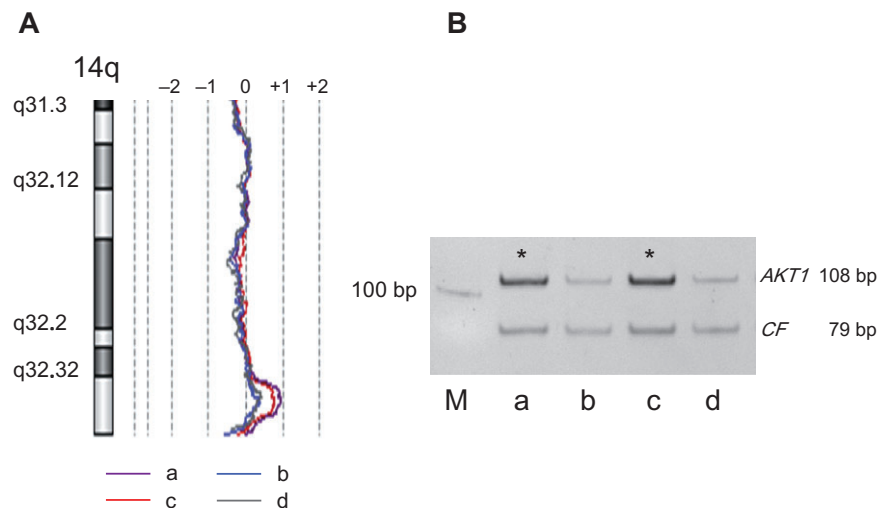 A
14q
–2 –1 0 +1 +2
q31.3
q32.12
q32.2
q32.32
a b
c d
B
* *
100 bp
AKT1 108 bp
CF 79 bp
M a b c d